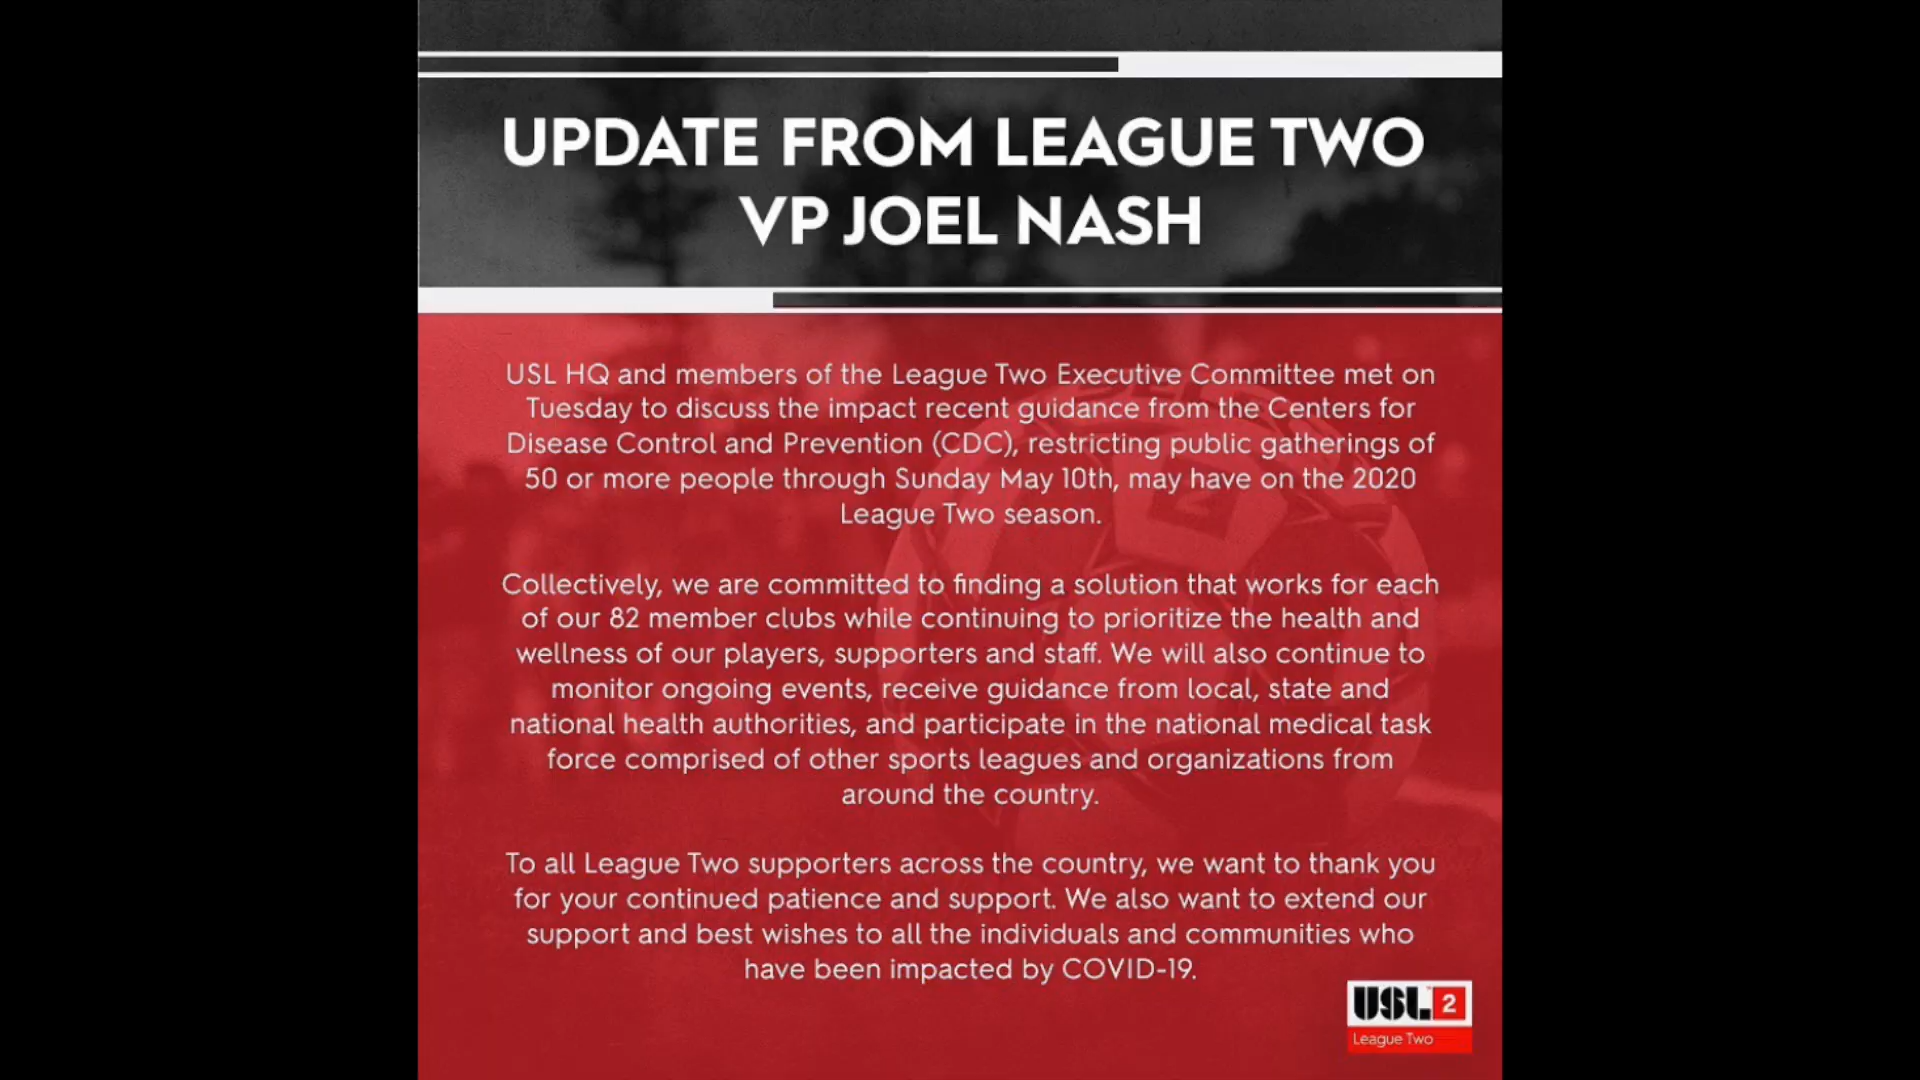 UPDATE FROM LEAGUE TWO
VP JOEL NASH
USL HQ and members of the League Two Executive Committee met on
Tuesday to discuss the impact recent guidance from the Centers for
Disease Control and Prevention (CDC), restricting public gatherings of
50 or more people through Sunday May 10th, may have on the 2020
League Two season.
Collectively, we are committed to finding a solution that works for each
of our 82 member clubs while continuing to prioritize the health and
wellness of our players, supporters and staff. We will also continue to
monitor ongoing events, receive guidance from local, state and
national health authorities, and participate in the national medical task
force comprised of other sports leagues and organizations from
around the country.
To all League Two supporters across the country, we want to thank you
for your continued patience and support. We also want to extend our
support and best wishes to all the individuals and communities who
have been impacted by COVID-19.
USL 2
League Two